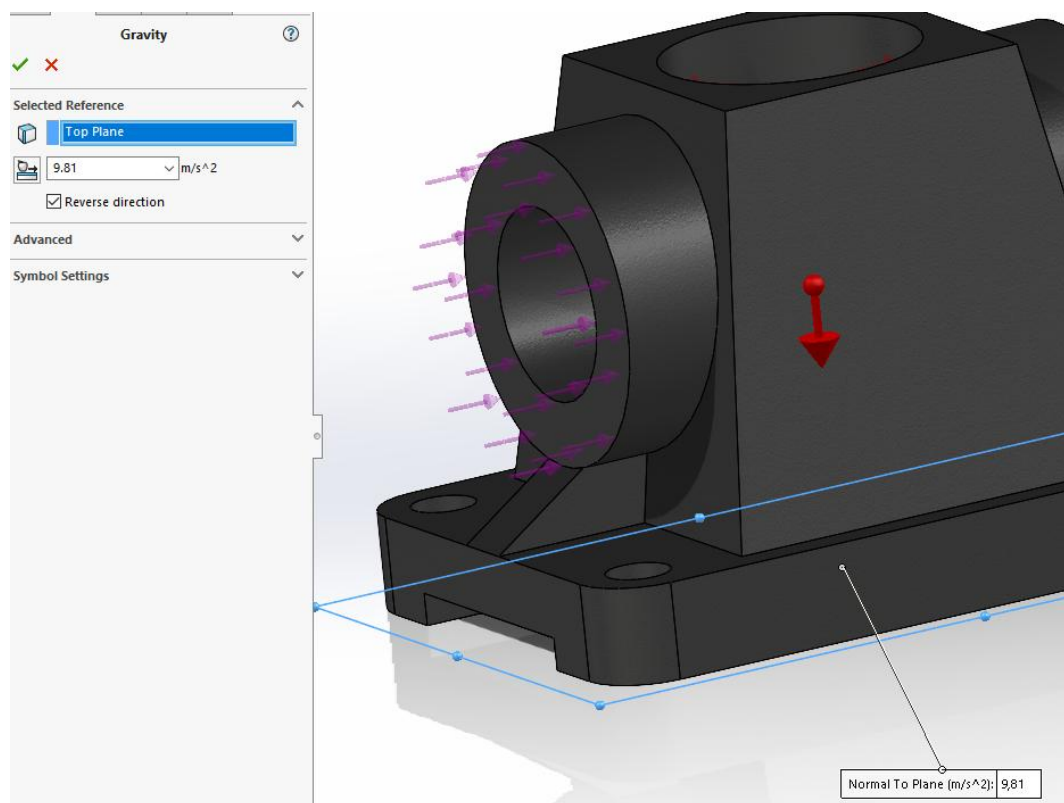 Gravity
Selected Reference
Top Plane
9.81 m/s^2
Reverse direction
Advanced
Symbol Settings
Normal To Plane (m/s^2): 9,81